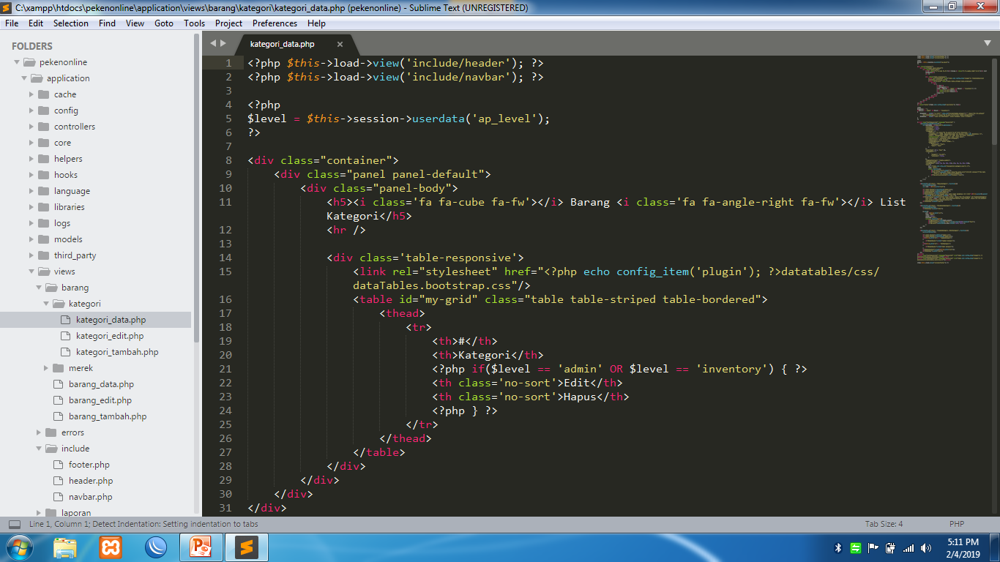 C:\xampp\htdocs\pekenonline\application\views\barang\kategori\kategori_data.php (pekenonline) - Sublime Text (UNREGISTERED)
File Edit Selection Find View Goto Tools Project Preferences Help
FOLDERS
pekenonline
application
cache
config
controllers
core
helpers
hooks
language
libraries
logs
models
third_party
views
barang
kategori
kategori_data.php
kategori_edit.php
kategori_tambah.php
merek
barang_data.php
barang_edit.php
barang_tambah.php
errors
include
footer.php
header.php
navbar.php
laporan
kategori_data.php
1 <?php $this->load->view('include/header'); ?>
2 <?php $this->load->view('include/navbar'); ?>
3
4 <?php
5 $level = $this->session->userdata('ap_level');
6 ?>
7
8 <div class="container">
9 <div class="panel panel-default">
10 <div class="panel-body">
11 <h5><i class='fa fa-cube fa-fw'></i> Barang <i class='fa fa-angle-right fa-fw'></i> List
Kategori</h5>
12 <hr />
13
14 <div class='table-responsive'>
15 <link rel="stylesheet" href="<?php echo config_item('plugin'); ?>datatables/css/
dataTables.bootstrap.css"/>
16 <table id="my-grid" class="table table-striped table-bordered">
17 <thead>
18 <tr>
19 <th>#</th>
20 <th>Kategori</th>
21 <?php if($level == 'admin' OR $level == 'inventory') { ?>
22 <th class='no-sort'>Edit</th>
23 <th class='no-sort'>Hapus</th>
24 <?php } ?>
25 </tr>
26 </thead>
27 </table>
28 </div>
29 </div>
30 </div>
31 </div>
Line 1, Column 1; Detect Indentation: Setting indentation to tabs
Tab Size: 4
PHP
5:11 PM
2/4/2019